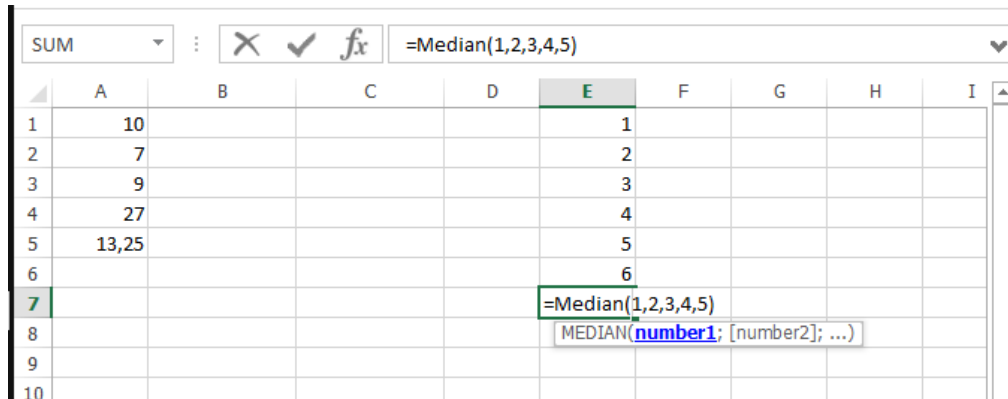 SUM fx =Median(1,2,3,4,5)
A B C D E F G H I
1 10 1
2 7 2
3 9 3
4 27 4
5 13,25 5
6 6
7 =Median(1,2,3,4,5)
8 MEDIAN(number1; [number2]; ...)
9
10